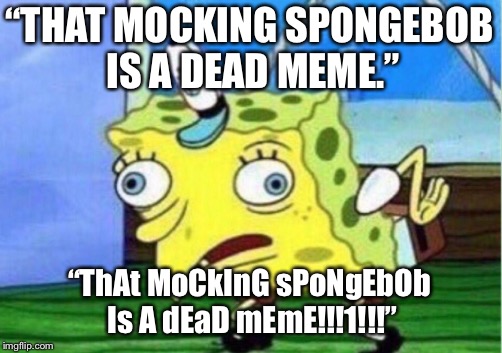 “THAT MOCKING SPONGEBOB
IS A DEAD MEME.”
“ThAt MoCkInG sPoNgEbOb
Is A dEaD mEmE!!!1!!!”
imgflip.com